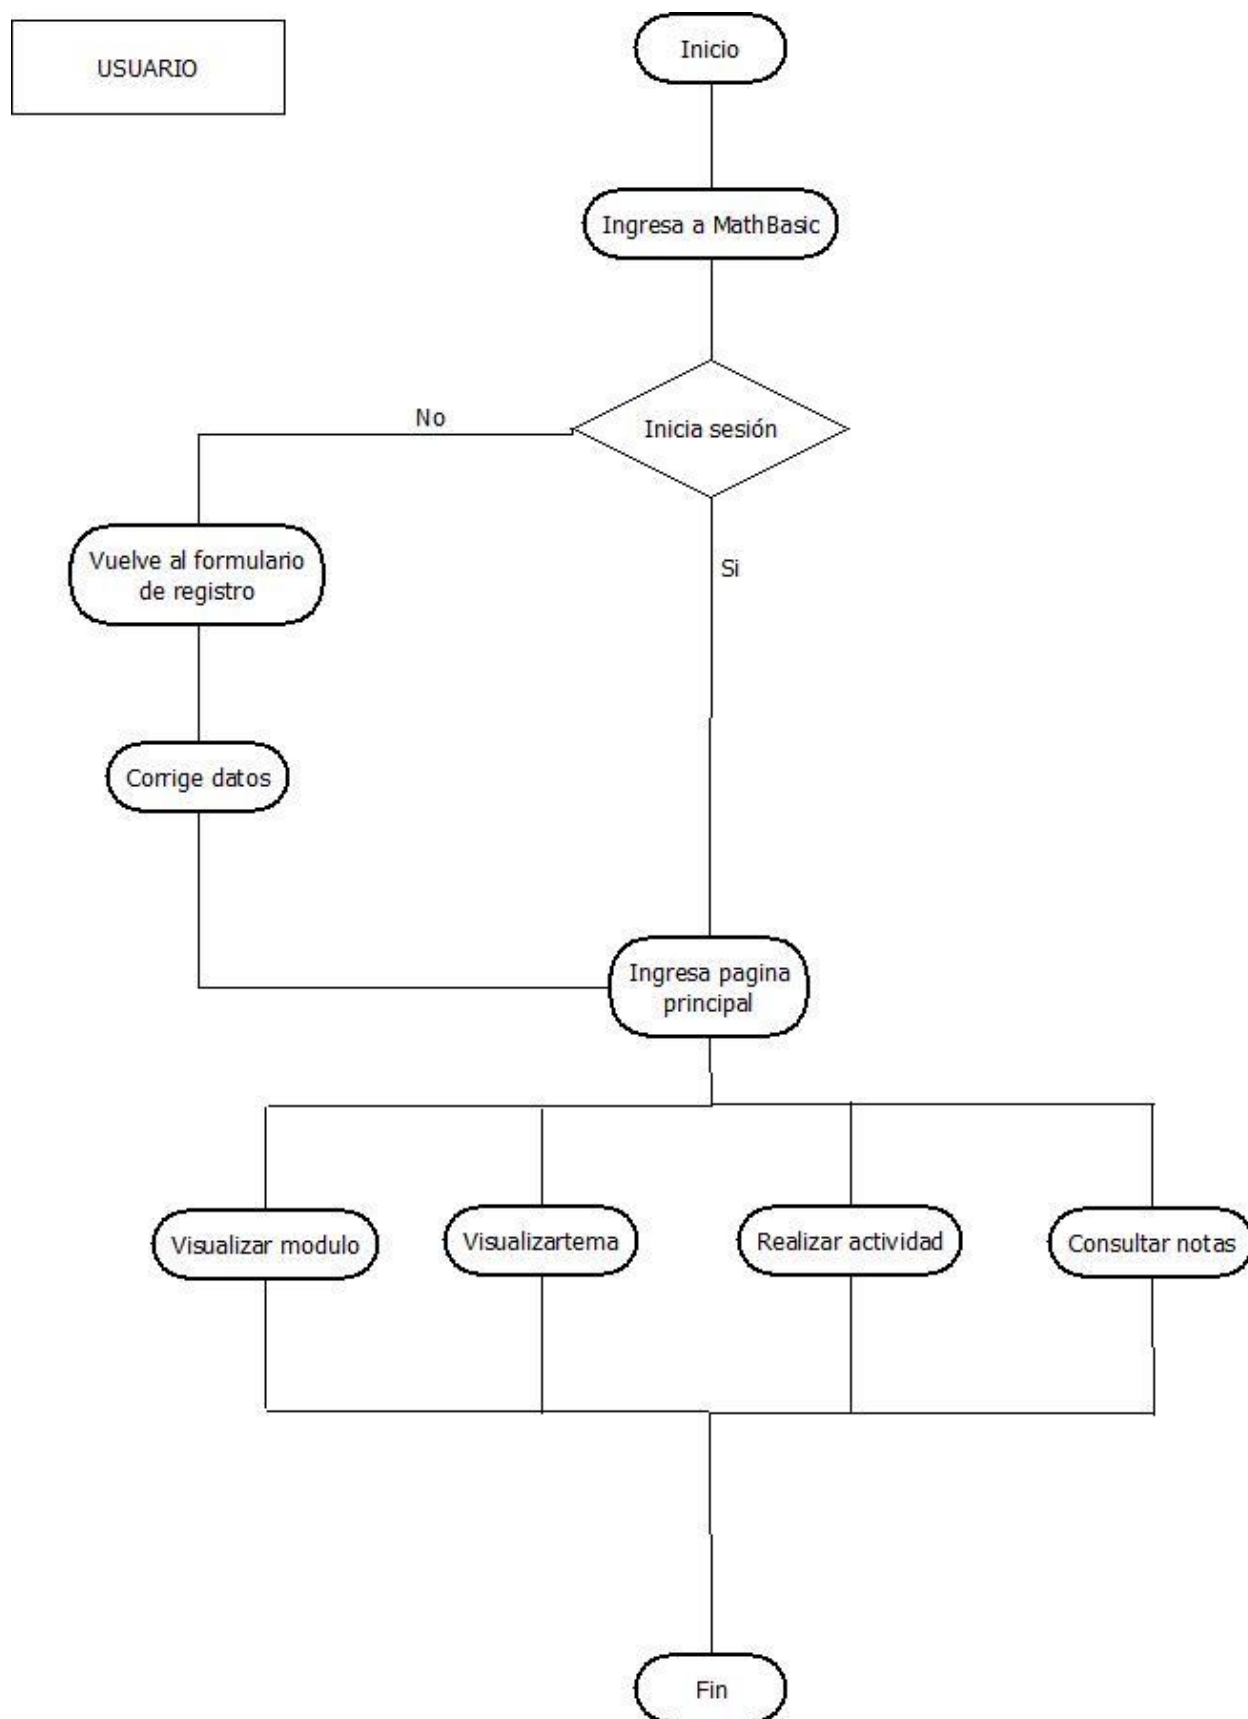 USUARIO
Inicio
Ingresa a MathBasic
No
Inicia sesión
Vuelve al formulario
de registro
Si
Corrige datos
Ingresa pagina
principal
Visualizar modulo
Visualizartema
Realizar actividad
Consultar notas
Fin